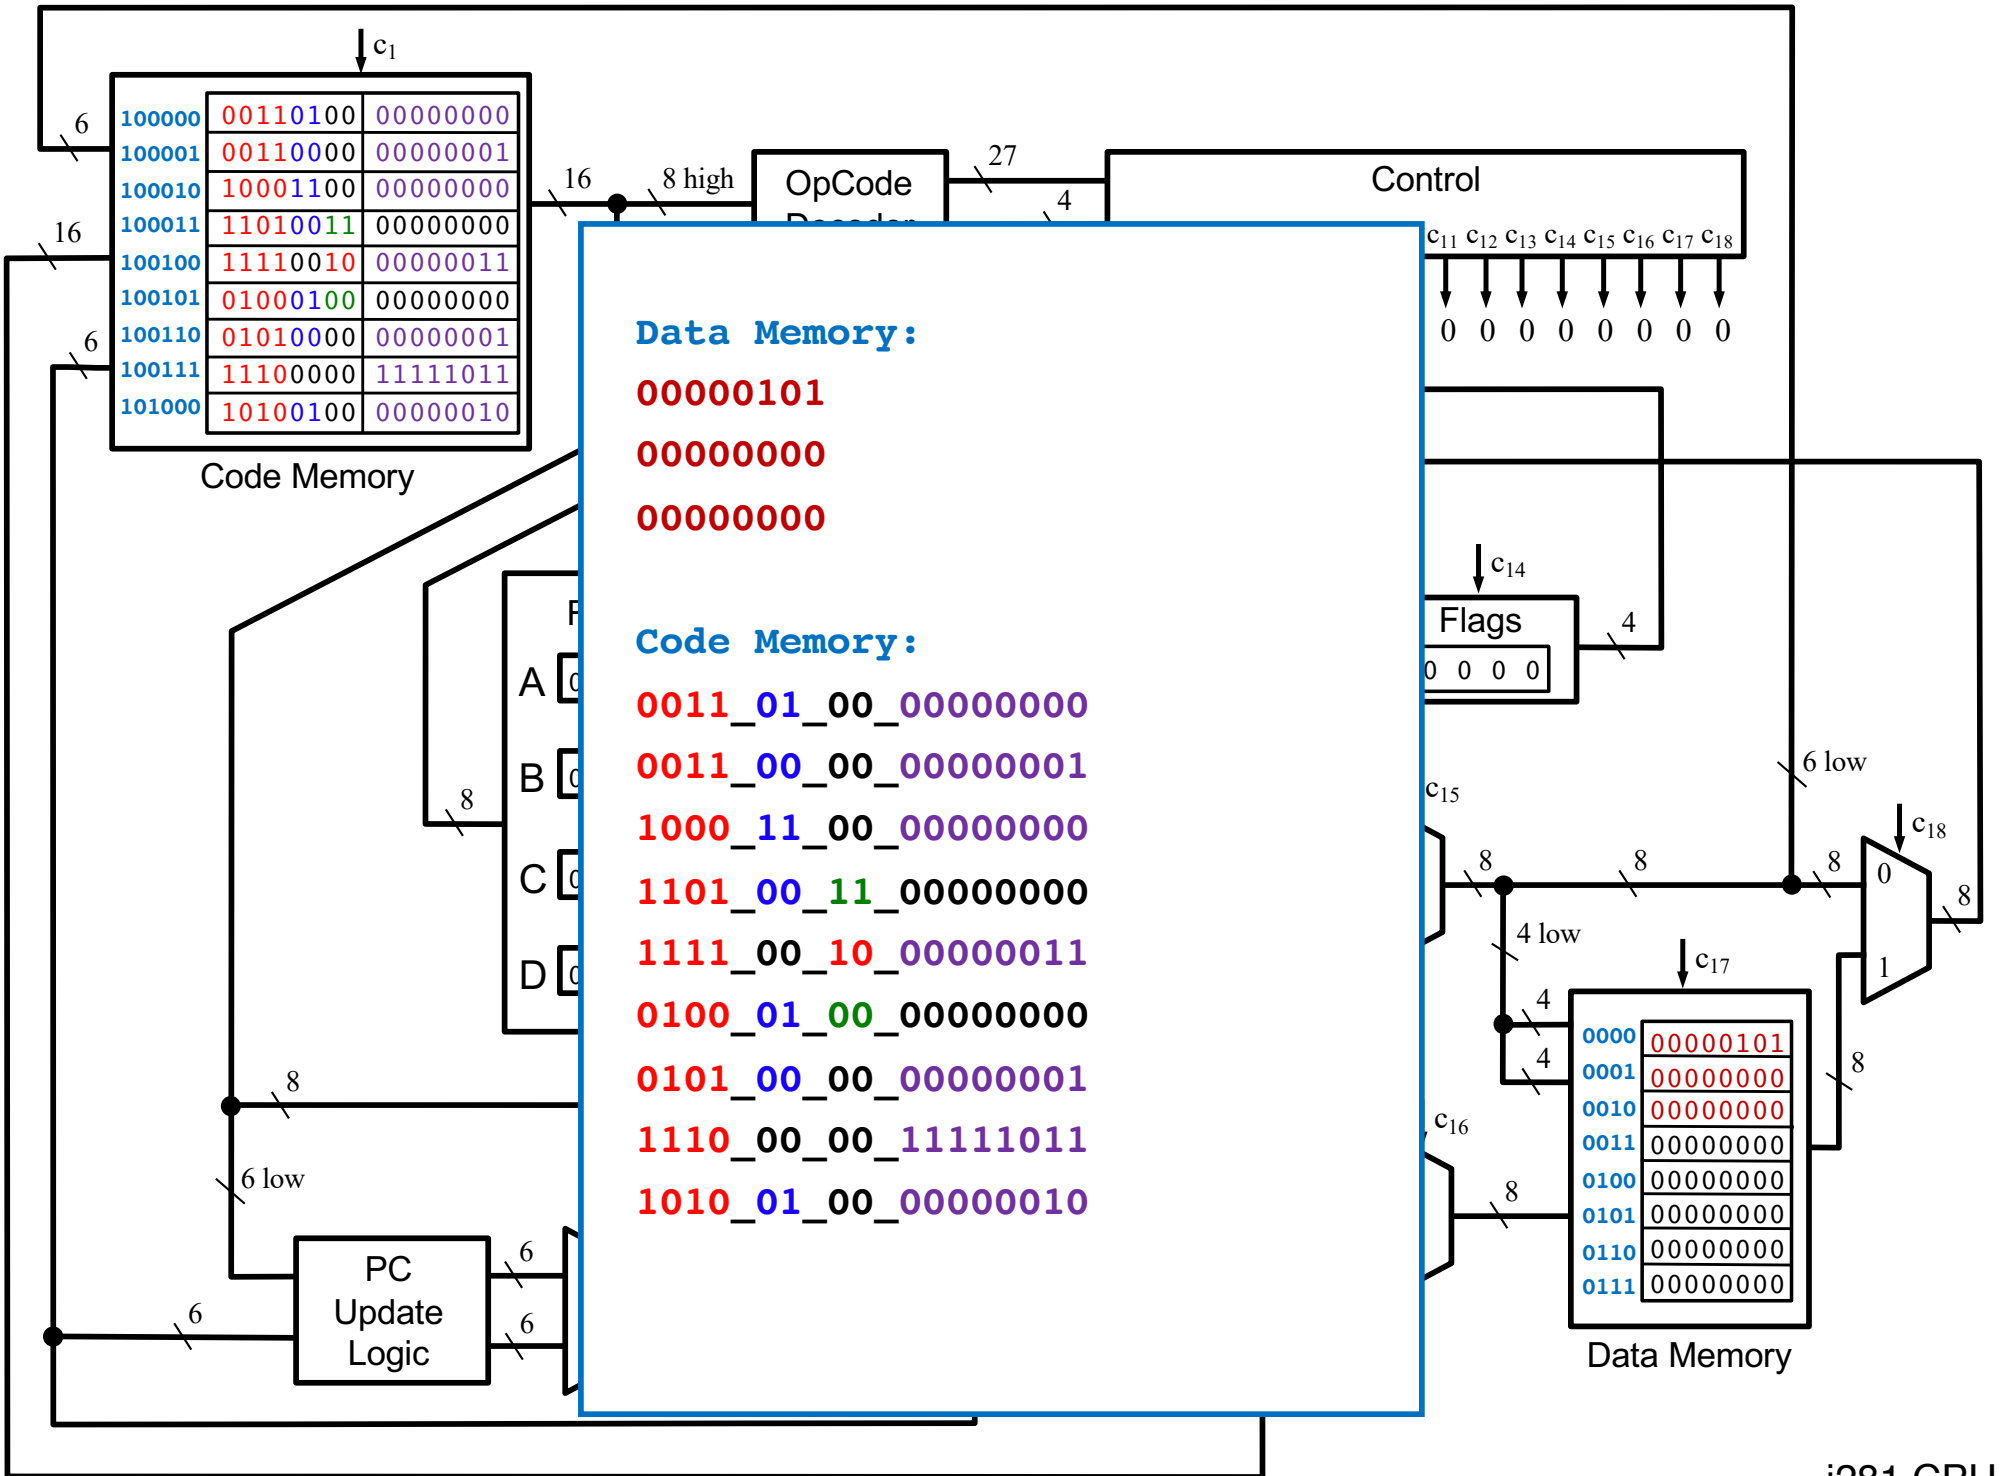 c1
6
100000 00110100 00000000
100001 00110000 00000001
100010 10001100 00000000
100011 11010011 00000000
100100 11110010 00000011
100101 01000100 00000000
100110 01010000 00000001
100111 11100000 11111011
101000 10100100 00000010
16
6
Code Memory
16
8 high
OpCode
27
4
Control
c11 c12 c13 c14 c15 c16 c17 c18
0 0 0 0 0 0 0 0
Data Memory:
00000101
00000000
00000000
Code Memory:
0011_01_00_00000000
0011_00_00_00000001
1000_11_00_00000000
1101_00_11_00000000
1111_00_10_00000011
0100_01_00_00000000
0101_00_00_00000001
1110_00_00_11111011
1010_01_00_00000010
A
B
C
D
8
8
6 low
PC
Update
Logic
6
6
6
c14
Flags
0 0 0 0
4
c15
6 low
c18
8
8
8
0
1
8
4 low
c17
4
4
0000 00000101
0001 00000000
0010 00000000
0011 00000000
0100 00000000
0101 00000000
0110 00000000
0111 00000000
8
c16
8
Data Memory
i281 CPU